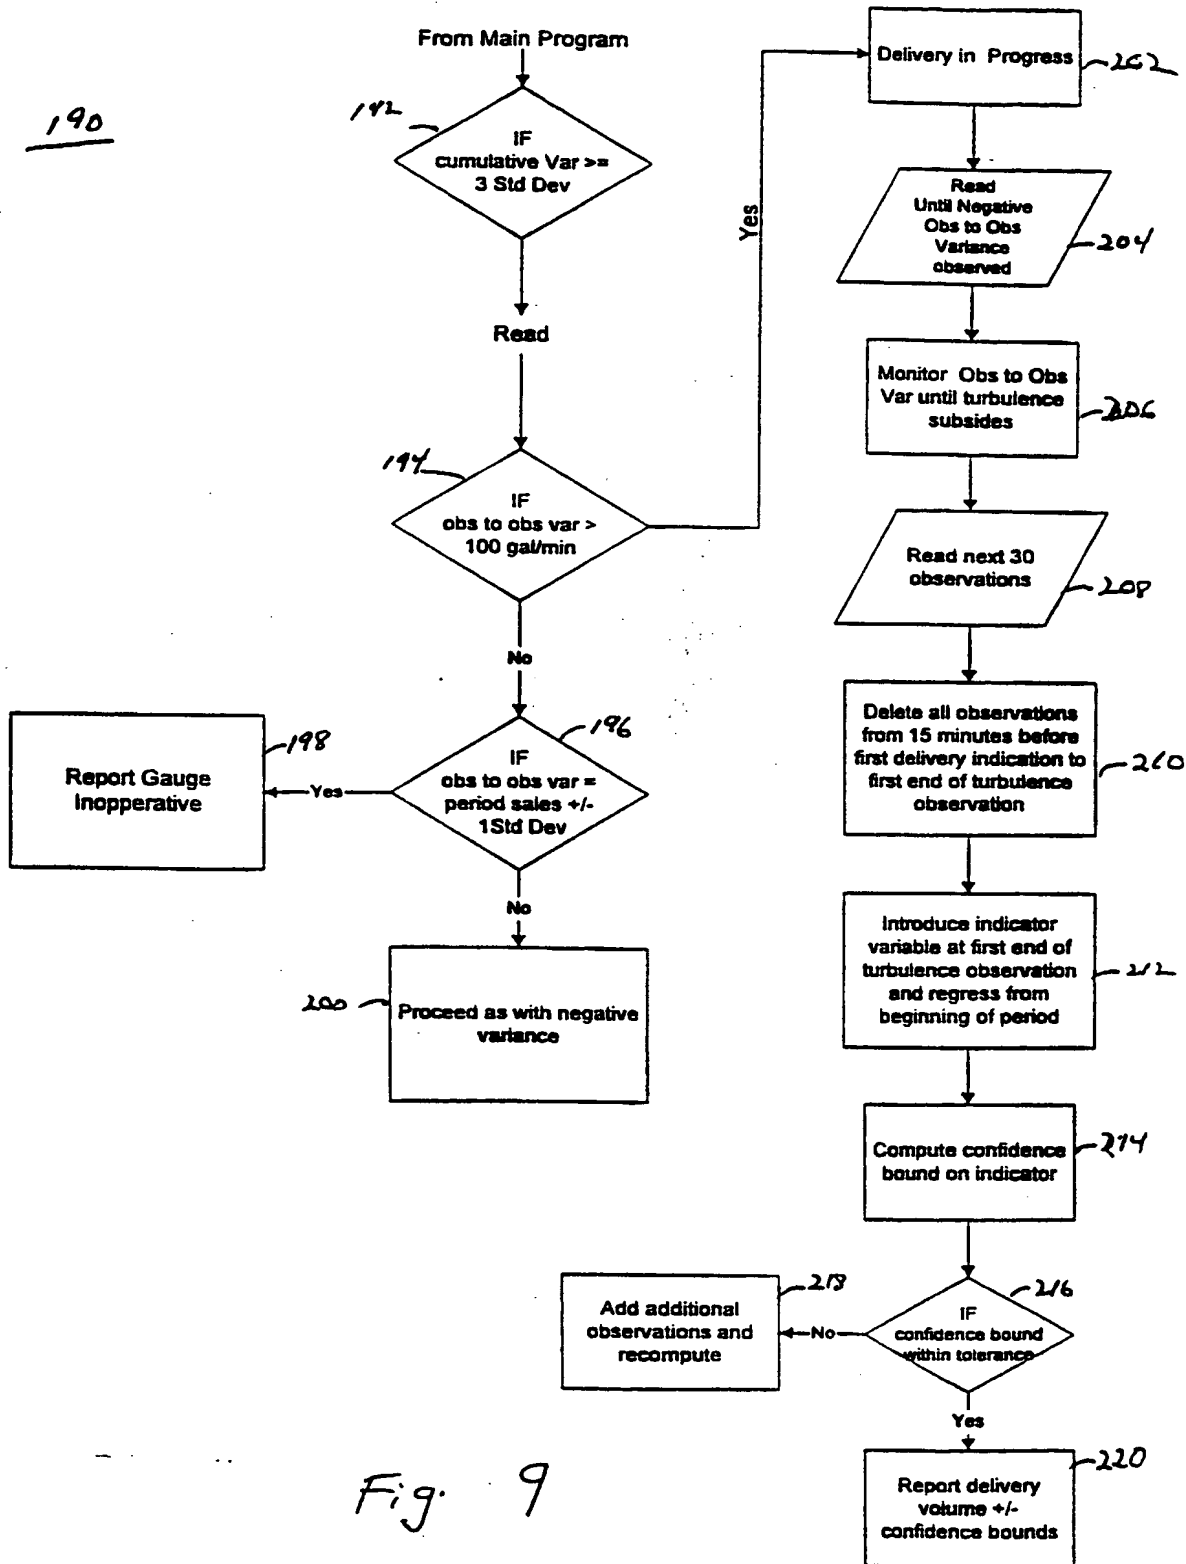 190
From Main Program
192
IF
cumulative Var >=
3 Std Dev
Read
194
IF
obs to obs var >
100 gal/min
Yes
No
196
IF
obs to obs var =
period sales +/-
1Std Dev
Yes
198
Report Gauge
Inopperative
No
200
Proceed as with negative
variance
Delivery in Progress
202
Read
Until Negative
Obs to Obs
Variance
observed
204
Monitor Obs to Obs
Var until turbulence
subsides
206
Read next 30
observations
208
Delete all observations
from 15 minutes before
first delivery indication to
first end of turbulence
observation
210
Introduce indicator
variable at first end of
turbulence observation
and regress from
beginning of period
212
Compute confidence
bound on indicator
214
IF
confidence bound
within tolerance
216
No
Add additional
observations and
recompute
218
Yes
Report delivery
volume +/-
confidence bounds
220
Fig. 9